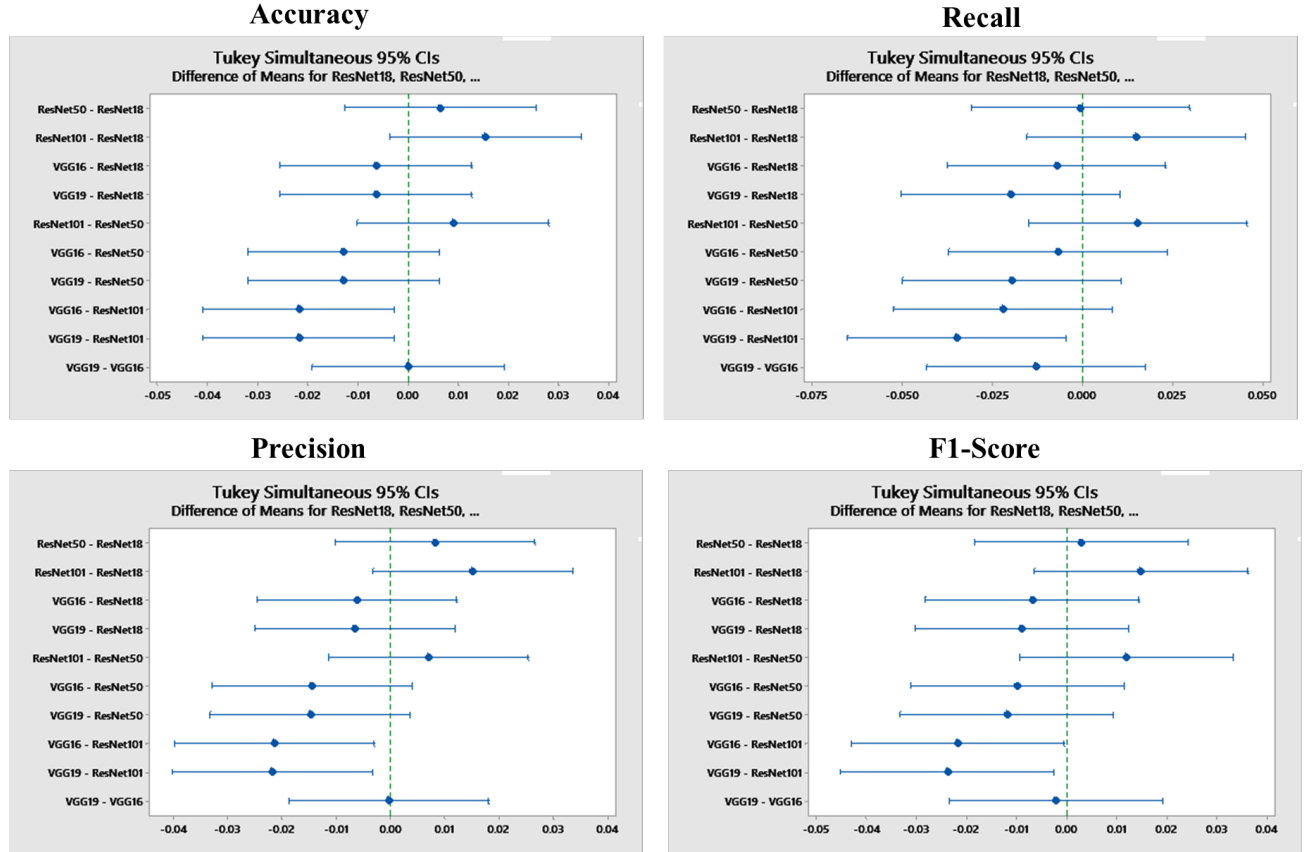 Accuracy
Tukey Simultaneous 95% CIs
Difference of Means for ResNet18, ResNet50, ...
ResNet50 - ResNet18
ResNet101 - ResNet18
VGG16 - ResNet18
VGG19 - ResNet18
ResNet101 - ResNet50
VGG16 - ResNet50
VGG19 - ResNet50
VGG16 - ResNet101
VGG19 - ResNet101
VGG19 - VGG16
-0.05 -0.04 -0.03 -0.02 -0.01 0.00 0.01 0.02 0.03 0.04
Recall
Tukey Simultaneous 95% CIs
Difference of Means for ResNet18, ResNet50, ...
ResNet50 - ResNet18
ResNet101 - ResNet18
VGG16 - ResNet18
VGG19 - ResNet18
ResNet101 - ResNet50
VGG16 - ResNet50
VGG19 - ResNet50
VGG16 - ResNet101
VGG19 - ResNet101
VGG19 - VGG16
-0.075 -0.050 -0.025 0.000 0.025 0.050
Precision
Tukey Simultaneous 95% CIs
Difference of Means for ResNet18, ResNet50, ...
ResNet50 - ResNet18
ResNet101 - ResNet18
VGG16 - ResNet18
VGG19 - ResNet18
ResNet101 - ResNet50
VGG16 - ResNet50
VGG19 - ResNet50
VGG16 - ResNet101
VGG19 - ResNet101
VGG19 - VGG16
-0.04 -0.03 -0.02 -0.01 0.00 0.01 0.02 0.03 0.04
F1-Score
Tukey Simultaneous 95% CIs
Difference of Means for ResNet18, ResNet50, ...
ResNet50 - ResNet18
ResNet101 - ResNet18
VGG16 - ResNet18
VGG19 - ResNet18
ResNet101 - ResNet50
VGG16 - ResNet50
VGG19 - ResNet50
VGG16 - ResNet101
VGG19 - ResNet101
VGG19 - VGG16
-0.05 -0.04 -0.03 -0.02 -0.01 0.00 0.01 0.02 0.03 0.04